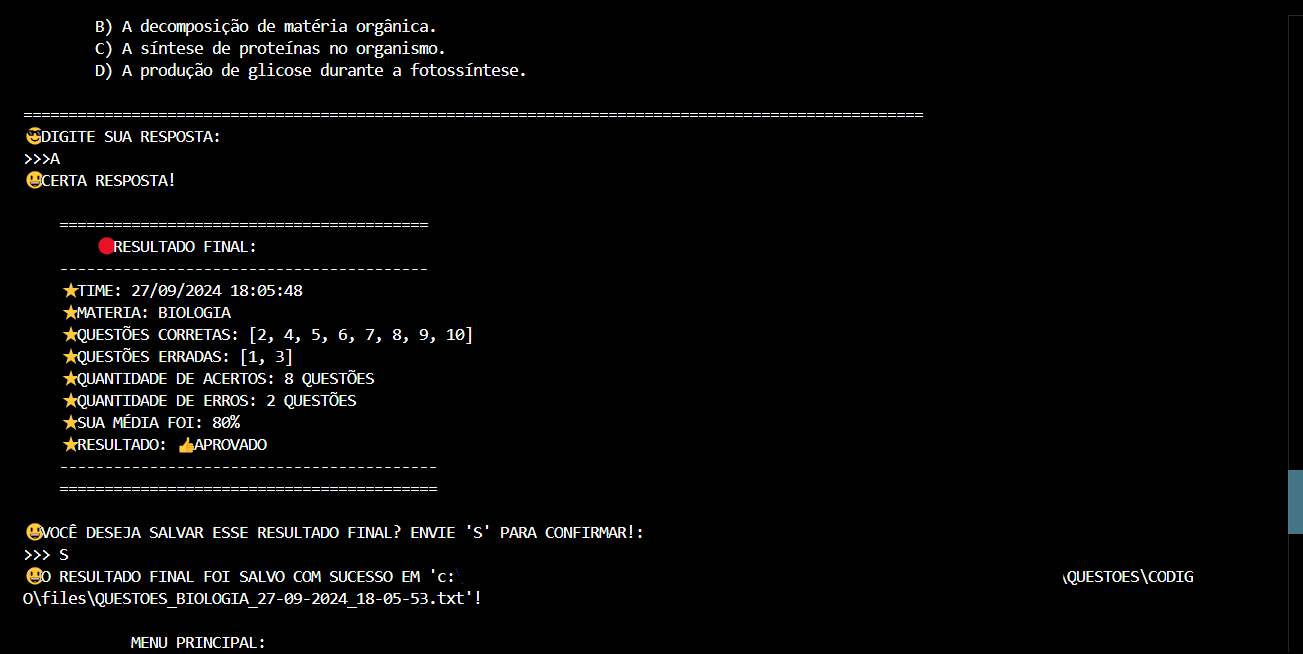 B) A decomposição de matéria orgânica.
C) A síntese de proteínas no organismo.
D) A produção de glicose durante a fotossíntese.
====================================================================================================
😎DIGITE SUA RESPOSTA:
>>>A
😀CERTA RESPOSTA!
=========================================
🔴RESULTADO FINAL:
-----------------------------------------
⭐TIME: 27/09/2024 18:05:48
⭐MATERIA: BIOLOGIA
⭐QUESTÕES CORRETAS: [2, 4, 5, 6, 7, 8, 9, 10]
⭐QUESTÕES ERRADAS: [1, 3]
⭐QUANTIDADE DE ACERTOS: 8 QUESTÕES
⭐QUANTIDADE DE ERROS: 2 QUESTÕES
⭐SUA MÉDIA FOI: 80%
⭐RESULTADO: 👍APROVADO
------------------------------------------
==========================================
😀VOCÊ DESEJA SALVAR ESSE RESULTADO FINAL? ENVIE 'S' PARA CONFIRMAR!:
>>> S
😀O RESULTADO FINAL FOI SALVO COM SUCESSO EM 'c:\ \QUESTOES\CODIG
O\files\QUESTOES_BIOLOGIA_27-09-2024_18-05-53.txt'!
MENU PRINCIPAL: